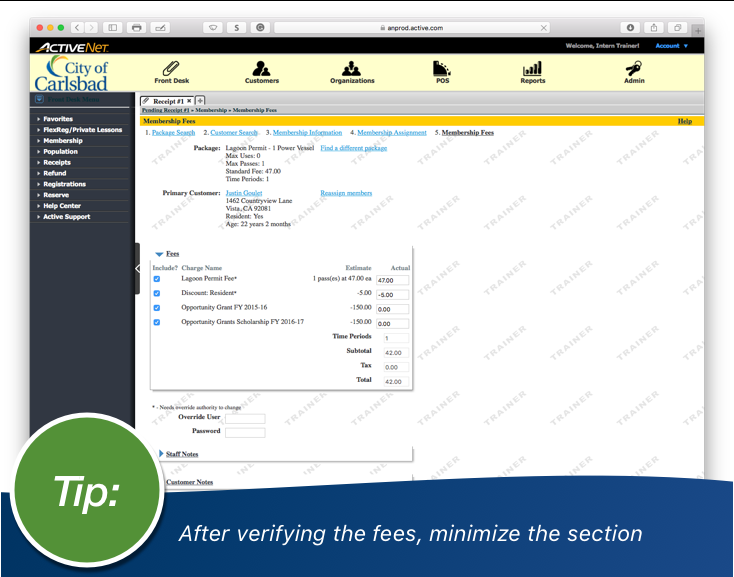 anprod.active.com
ACTIVENet
Welcome, Intern Trainer! Account
City of Carlsbad
Front Desk Customers Organizations POS Reports Admin
Front Desk Menu
Favorites
FlexReg/Private Lessons
Membership
Population
Receipts
Refund
Registrations
Reserve
Help Center
Active Support
Receipt #1
Pending Receipt #1 » Membership » Membership Fees
Membership Fees Help
1. Package Search 2. Customer Search 3. Membership Information 4. Membership Assignment 5. Membership Fees
Package: Lagoon Permit - 1 Power Vessel Find a different package
Max Uses: 0
Max Passes: 1
Standard Fee: 47.00
Time Periods: 1
Primary Customer: Justin Goulet Reassign members
1462 Countryview Lane
Vista, CA 92081
Resident: Yes
Age: 22 years 2 months
Fees
Include? Charge Name Estimate Actual
Lagoon Permit Fee* 1 pass(es) at 47.00 ea 47.00
Discount: Resident* -5.00 -5.00
Opportunity Grant FY 2015-16 -150.00 0.00
Opportunity Grants Scholarship FY 2016-17 -150.00 0.00
Time Periods 1
Subtotal 42.00
Tax 0.00
Total 42.00
* - Needs override authority to change
Override User
Password
Staff Notes
Customer Notes
TRAINER
Tip:
After verifying the fees, minimize the section